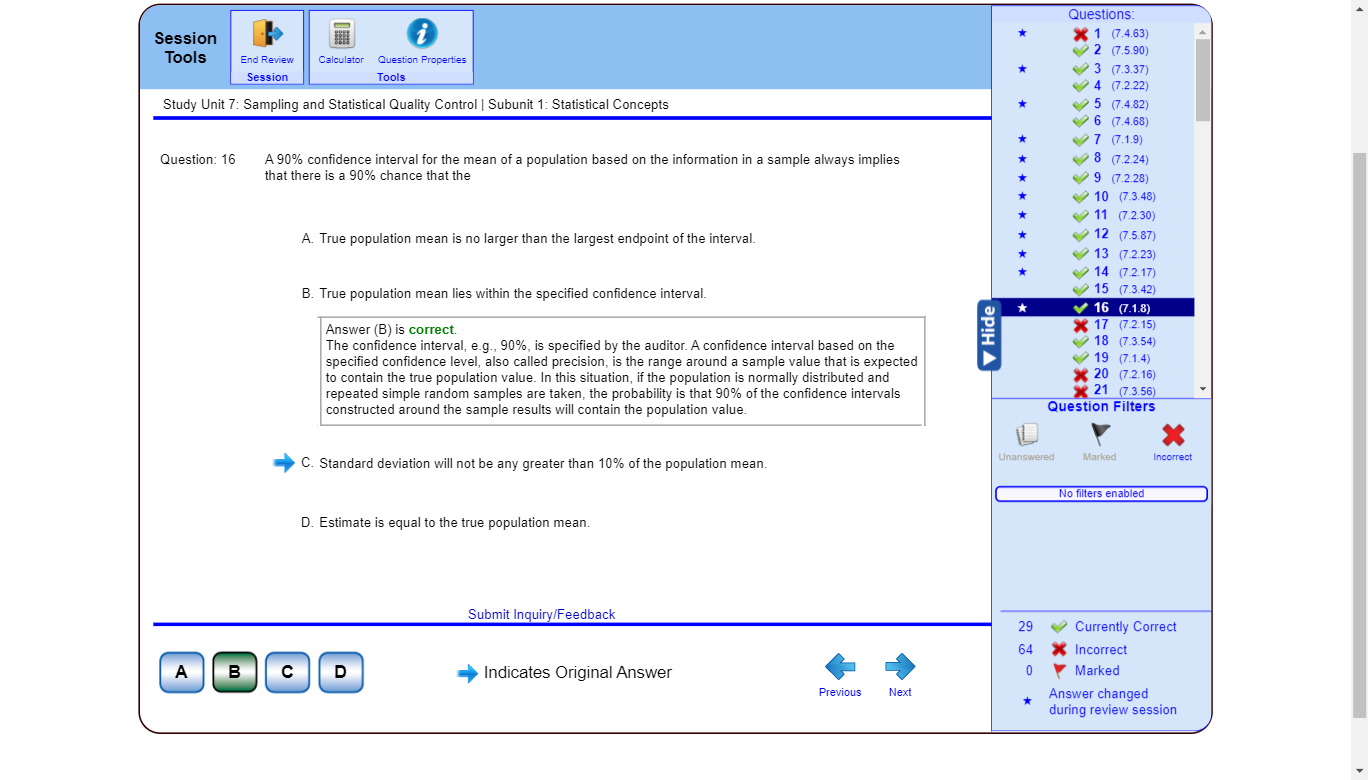 Session
Tools
End Review
Session
Calculator
Question Properties
Tools
Study Unit 7: Sampling and Statistical Quality Control | Subunit 1: Statistical Concepts
Question: 16
A 90% confidence interval for the mean of a population based on the information in a sample always implies
that there is a 90% chance that the
A. True population mean is no larger than the largest endpoint of the interval.
B. True population mean lies within the specified confidence interval.
Answer (B) is correct.
The confidence interval, e.g., 90%, is specified by the auditor. A confidence interval based on the
specified confidence level, also called precision, is the range around a sample value that is expected
to contain the true population value. In this situation, if the population is normally distributed and
repeated simple random samples are taken, the probability is that 90% of the confidence intervals
constructed around the sample results will contain the population value.
C. Standard deviation will not be any greater than 10% of the population mean.
D. Estimate is equal to the true population mean.
Submit Inquiry/Feedback
A
B
C
D
Indicates Original Answer
Previous
Next
Hide
Questions:
1 (7.4.63)
2 (7.5.90)
3 (7.3.37)
4 (7.2.22)
5 (7.4.82)
6 (7.4.68)
7 (7.1.9)
8 (7.2.24)
9 (7.2.28)
10 (7.3.48)
11 (7.2.30)
12 (7.5.87)
13 (7.2.23)
14 (7.2.17)
15 (7.3.42)
16 (7.1.8)
17 (7.2.15)
18 (7.3.54)
19 (7.1.4)
20 (7.2.16)
21 (7.3.56)
Question Filters
Unanswered
Marked
Incorrect
No filters enabled
29 Currently Correct
64 Incorrect
0 Marked
Answer changed
during review session